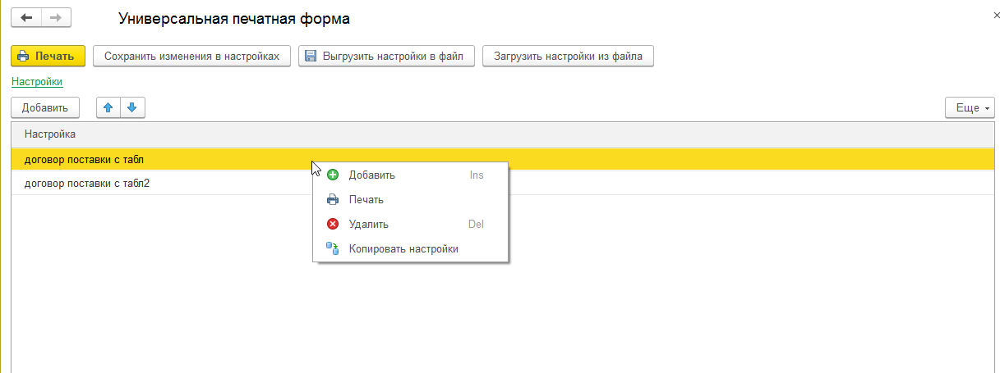 Универсальная печатная форма
Печать Сохранить изменения в настройках Выгрузить настройки в файл Загрузить настройки из файла
Настройки
Добавить Еще
Настройка
договор поставки с табл
договор поставки с табл2
Добавить Ins
Печать
Удалить Del
Копировать настройки